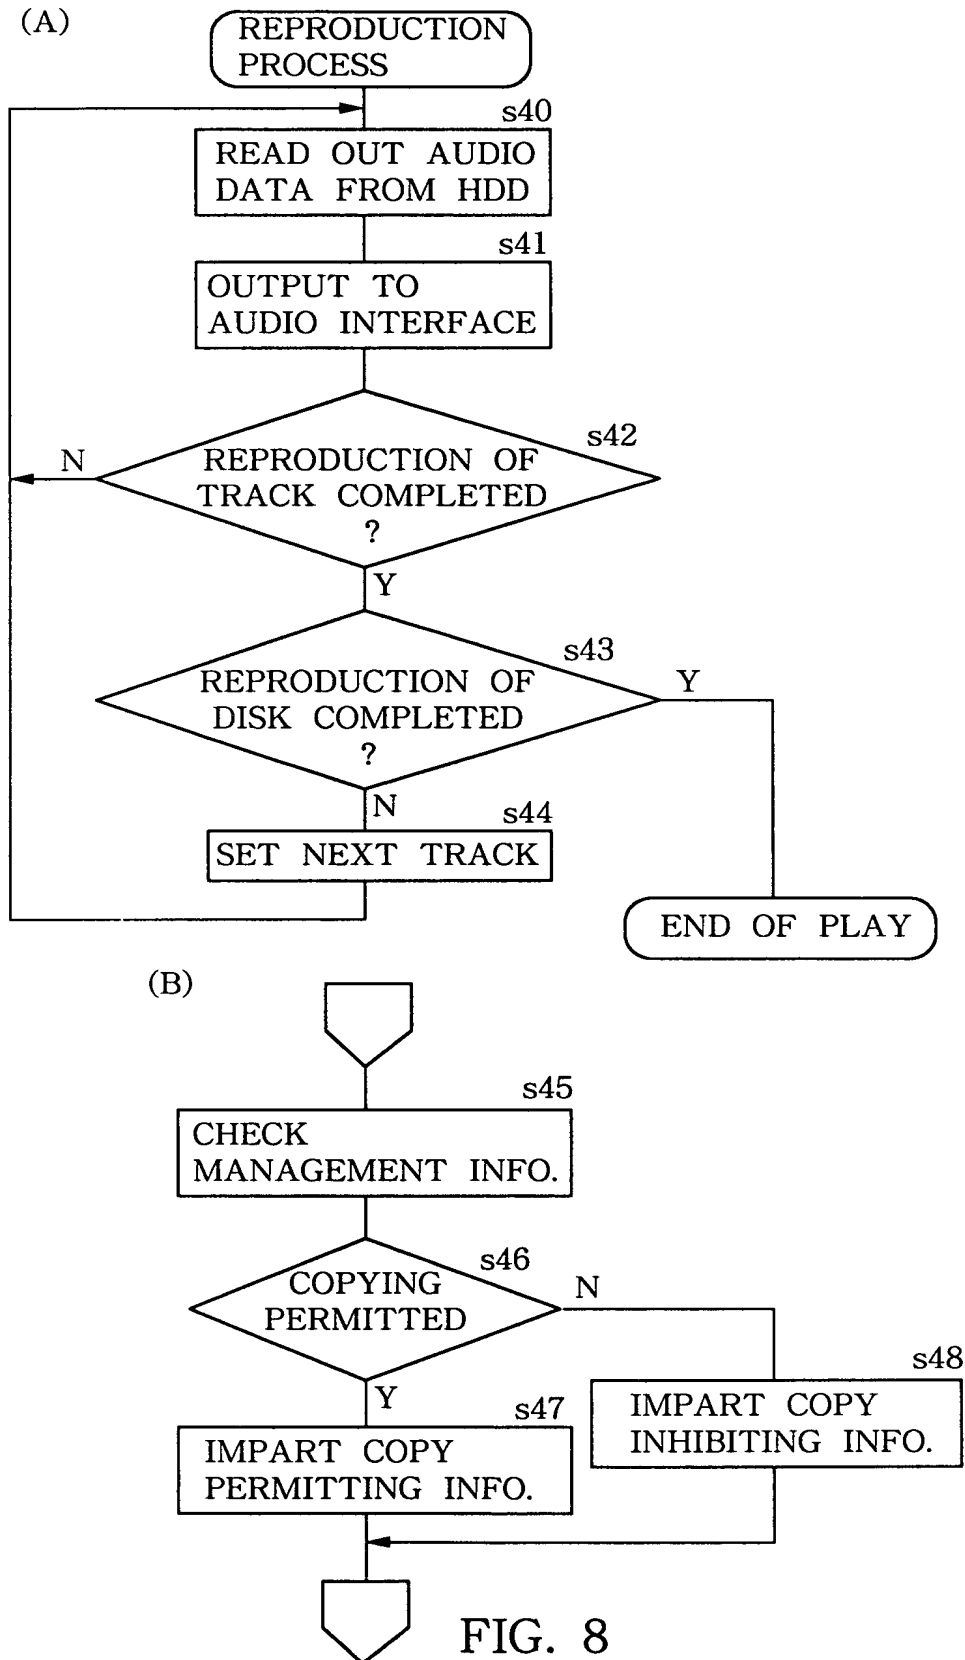 (A)
REPRODUCTION
PROCESS
s40
READ OUT AUDIO
DATA FROM HDD
s41
OUTPUT TO
AUDIO INTERFACE
s42
N
REPRODUCTION OF
TRACK COMPLETED
?
Y
s43
Y
REPRODUCTION OF
DISK COMPLETED
?
N
s44
SET NEXT TRACK
END OF PLAY
(B)
s45
CHECK
MANAGEMENT INFO.
s46
N
COPYING
PERMITTED
s48
Y
s47
IMPART COPY
INHIBITING INFO.
IMPART COPY
PERMITTING INFO.
FIG. 8